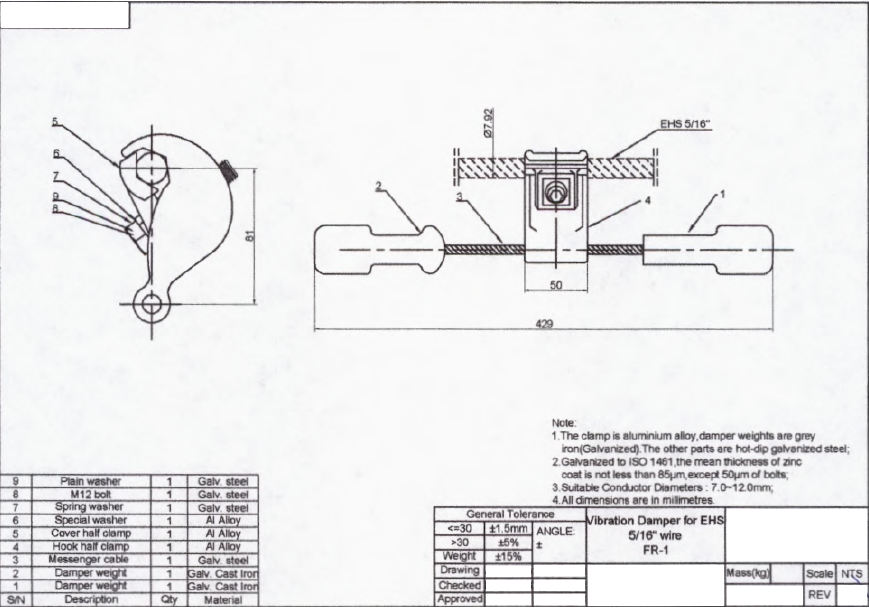 5
6
7
9
8
81
Ø7.92
EHS 5/16"
2
3
4
1
50
429
Note:
1.The clamp is aluminium alloy,damper weights are grey
iron(Galvanized).The other parts are hot-dip galvanized steel;
2.Galvanized to ISO 1461,the mean thickness of zinc
coat is not less than 85μm,except 50μm of bolts;
3.Suitable Conductor Diameters : 7.0~12.0mm;
4.All dimensions are in millimetres.
9 Plain washer 1 Galv. steel
8 M12 bolt 1 Galv. steel
7 Spring washer 1 Galv. steel
6 Special washer 1 Al Alloy
5 Cover half clamp 1 Al Alloy
4 Hook half clamp 1 Al Alloy
3 Messenger cable 1 Galv. steel
2 Damper weight 1 Galv. Cast Iron
1 Damper weight 1 Galv. Cast Iron
S/N Description Qty Material
General Tolerance
<=30 ±1.5mm ANGLE:
>30 ±5% ±
Weight ±15%
Drawing
Checked
Approved
Vibration Damper for EHS
5/16" wire
FR-1
Mass(kg) Scale NTS
REV